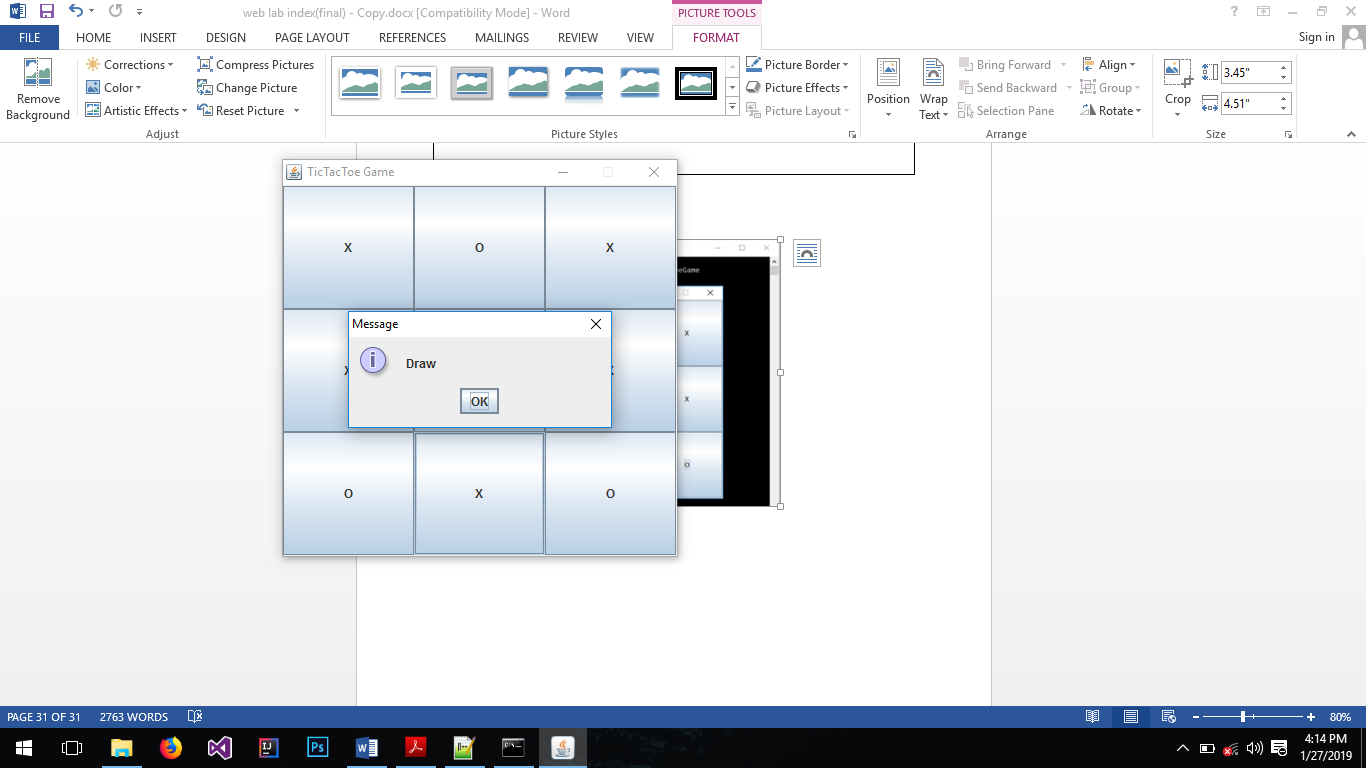 web lab index(final) - Copy.docx [Compatibility Mode] - Word
PICTURE TOOLS
FILE HOME INSERT DESIGN PAGE LAYOUT REFERENCES MAILINGS REVIEW VIEW FORMAT Sign in
Remove Background
Corrections
Color
Artistic Effects
Compress Pictures
Change Picture
Reset Picture
Adjust
Picture Styles
Picture Border
Picture Effects
Picture Layout
Position
Wrap Text
Bring Forward
Send Backward
Selection Pane
Align
Group
Rotate
Arrange
Crop
3.45"
4.51"
Size
TicTacToe Game
X O X
Message
Draw
OK
O X O
eGame
X
X
O
PAGE 31 OF 31 2763 WORDS
80%
4:14 PM
1/27/2019